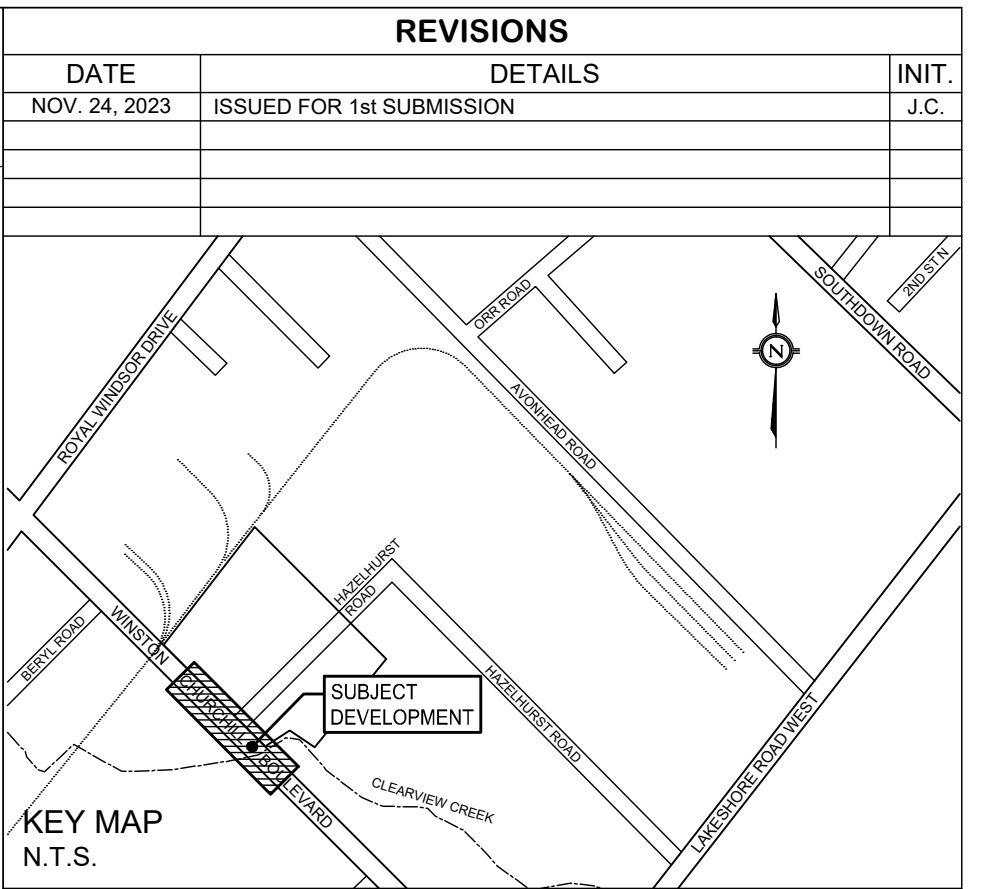 REVISIONS
DATE DETAILS INIT.
NOV. 24, 2023 ISSUED FOR 1st SUBMISSION J.C.
ROYAL WINDSOR DRIVE
ORR ROAD
SOUTHDOWN ROAD
2ND ST N
N
AVONHEAD ROAD
HAZELHURST
ROAD
BERYL ROAD
WINSTON
CHURCHILL
BOULEVARD
SUBJECT
DEVELOPMENT
HAZELHURST ROAD
LAKESHORE ROAD WEST
CLEARVIEW CREEK
KEY MAP
N.T.S.